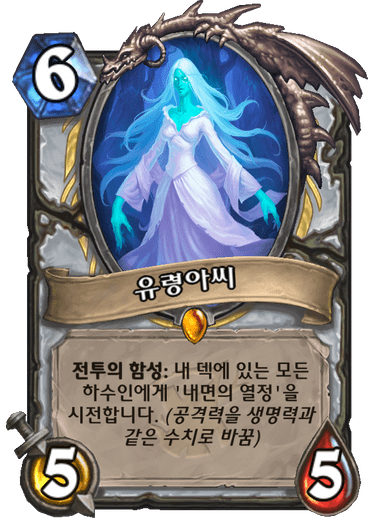 6
유령아씨
전투의 함성: 내 덱에 있는 모든
하수인에게 '내면의 열정'을
시전합니다. (공격력을 생명력과
같은 수치로 바꿈)
5
5